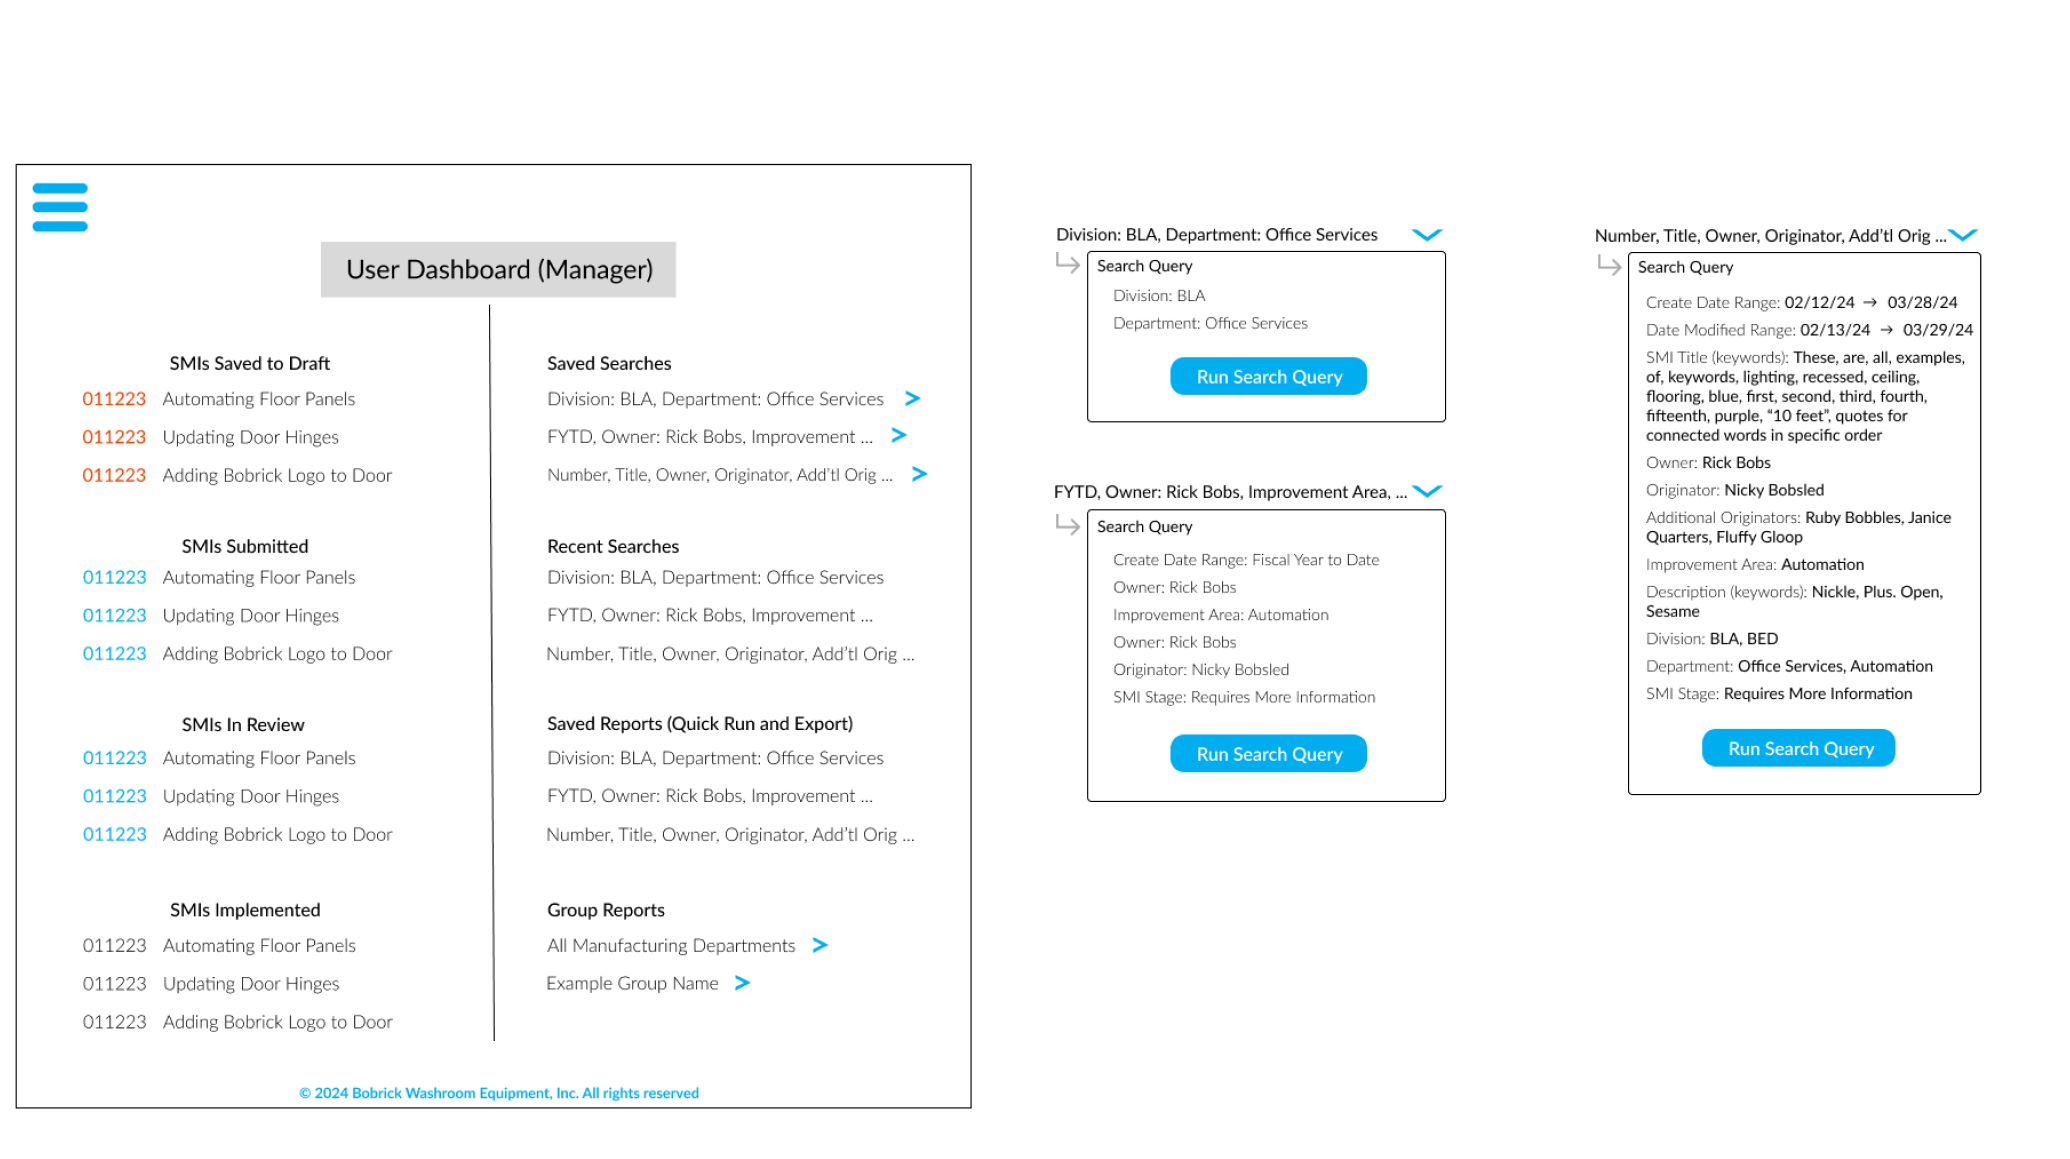 User Dashboard (Manager)
SMIs Saved to Draft
011223 Automating Floor Panels
011223 Updating Door Hinges
011223 Adding Bobrick Logo to Door
SMIs Submitted
011223 Automating Floor Panels
011223 Updating Door Hinges
011223 Adding Bobrick Logo to Door
SMIs In Review
011223 Automating Floor Panels
011223 Updating Door Hinges
011223 Adding Bobrick Logo to Door
SMIs Implemented
011223 Automating Floor Panels
011223 Updating Door Hinges
011223 Adding Bobrick Logo to Door
Saved Searches
Division: BLA, Department: Office Services >
FYTD, Owner: Rick Bobs, Improvement ... >
Number, Title, Owner, Originator, Add'tl Orig ... >
Recent Searches
Division: BLA, Department: Office Services
FYTD, Owner: Rick Bobs, Improvement ...
Number, Title, Owner, Originator, Add'tl Orig ...
Saved Reports (Quick Run and Export)
Division: BLA, Department: Office Services
FYTD, Owner: Rick Bobs, Improvement ...
Number, Title, Owner, Originator, Add'tl Orig ...
Group Reports
All Manufacturing Departments >
Example Group Name >
© 2024 Bobrick Washroom Equipment, Inc. All rights reserved
Division: BLA, Department: Office Services
Search Query
Division: BLA
Department: Office Services
Run Search Query
FYTD, Owner: Rick Bobs, Improvement Area, ...
Search Query
Create Date Range: Fiscal Year to Date
Owner: Rick Bobs
Improvement Area: Automation
Owner: Rick Bobs
Originator: Nicky Bobsled
SMI Stage: Requires More Information
Run Search Query
Number, Title, Owner, Originator, Add'tl Orig ...
Search Query
Create Date Range: 02/12/24 → 03/28/24
Date Modified Range: 02/13/24 → 03/29/24
SMI Title (keywords): These, are, all, examples,
of, keywords, lighting, recessed, ceiling,
flooring, blue, first, second, third, fourth,
fifteenth, purple, “10 feet”, quotes for
connected words in specific order
Owner: Rick Bobs
Originator: Nicky Bobsled
Additional Originators: Ruby Bobbles, Janice
Quarters, Fluffy Gloop
Improvement Area: Automation
Description (keywords): Nickle, Plus. Open,
Sesame
Division: BLA, BED
Department: Office Services, Automation
SMI Stage: Requires More Information
Run Search Query